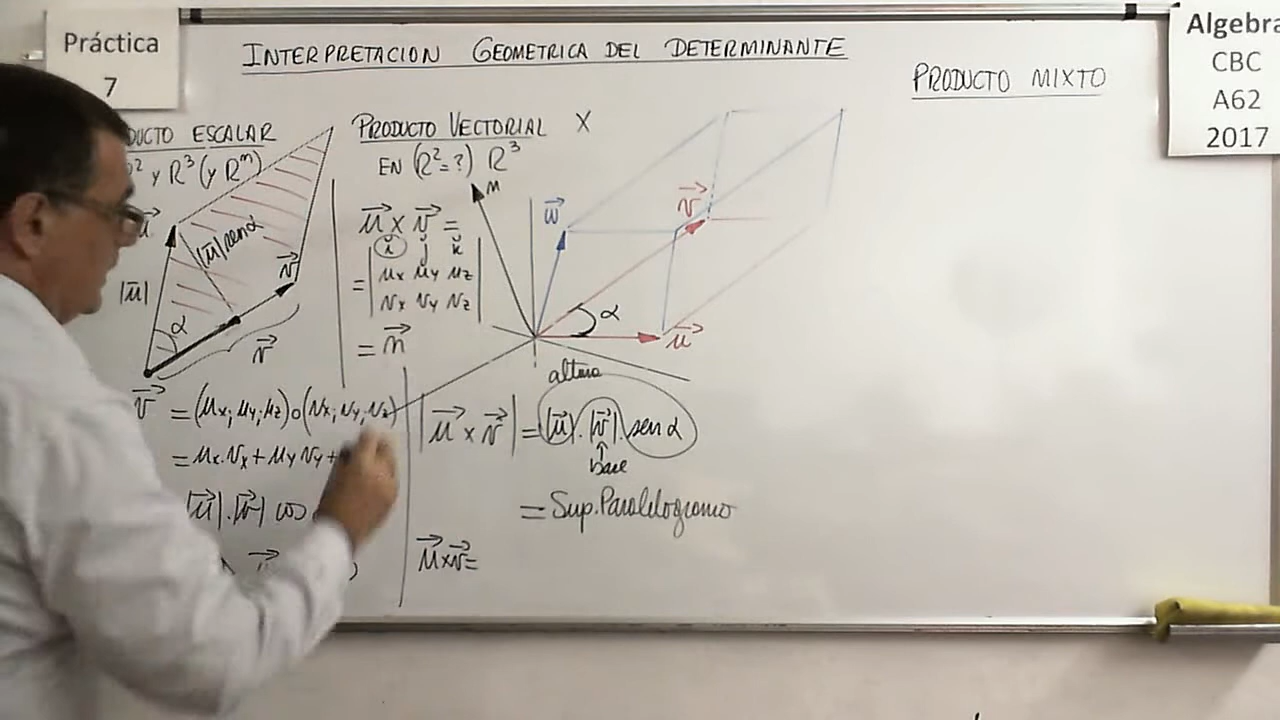 Práctica
7
Algebra
CBC
A62
2017
INTERPRETACION GEOMETRICA DEL DETERMINANTE
PRODUCTO MIXTO
DUCTO ESCALAR
R² y R³ (y Rⁿ)
|u|
|u| sen α
α
v
v
v = (ux; uy; uz) o (vx; vy; vz)
= ux.vx + uy vy +
|u|.|v| cos
PRODUCTO VECTORIAL X
EN (R²=?) R³
u x v =
i j k
= | ux uy uz |
| vx vy vz |
= n
n
w
v
α
u
altura
|u x v| = |u|.|v|.sen α
base
= Sup. Paralelogramo
u x v =